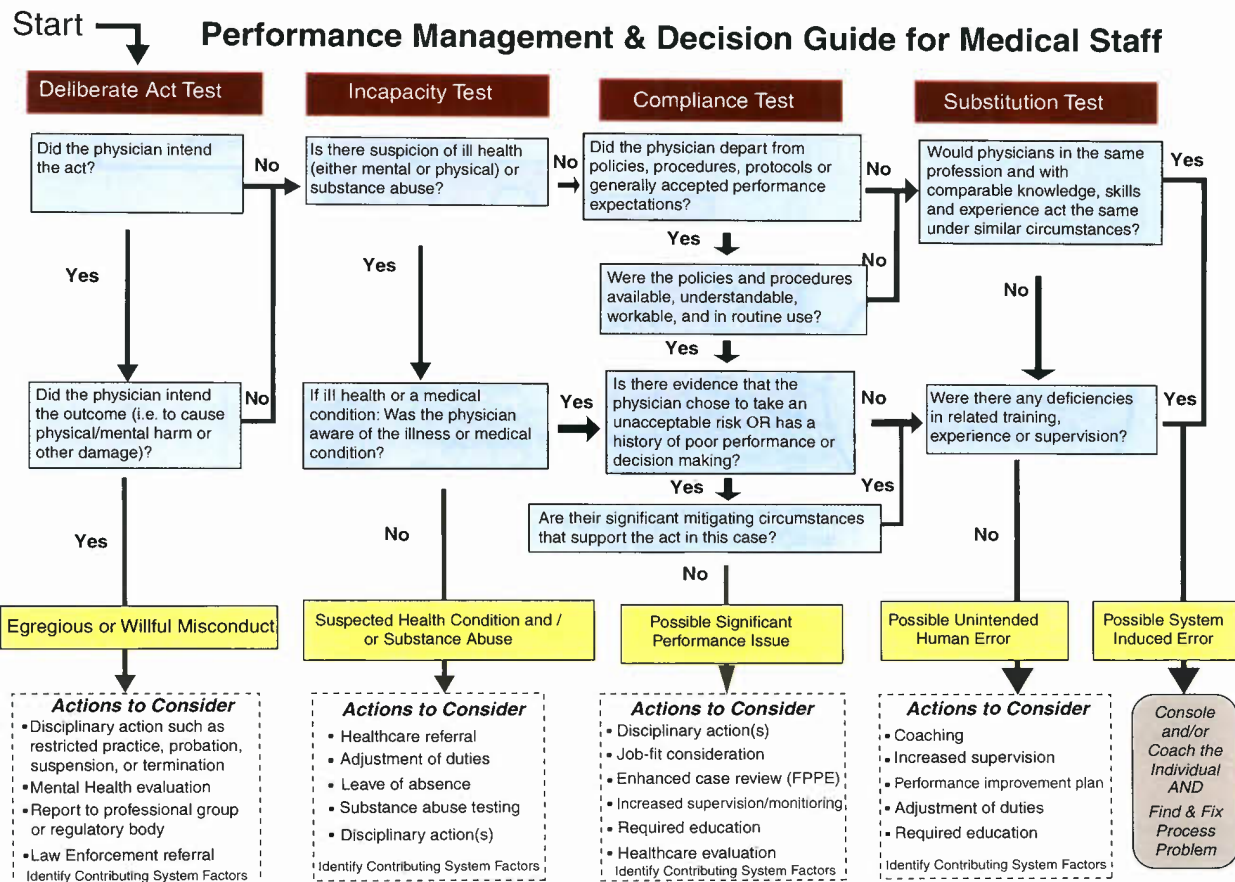 Start
Performance Management & Decision Guide for Medical Staff
Deliberate Act Test
Did the physician intend
the act?
No
Yes
Did the physician intend
the outcome (i.e. to cause
physical/mental harm or
other damage)?
No
Yes
Egregious or Willful Misconduct
Actions to Consider
▪Disciplinary action such as
restricted practice, probation,
suspension, or termination
▪Mental Health evaluation
▪Report to professional group
or regulatory body
▪Law Enforcement referral
Identify Contributing System Factors
Incapacity Test
Is there suspicion of ill health
(either mental or physical) or
substance abuse?
No
Yes
If ill health or a medical
condition: Was the physician
aware of the illness or medical
condition?
Yes
No
Suspected Health Condition and /
or Substance Abuse
Actions to Consider
▪ Healthcare referral
▪ Adjustment of duties
▪ Leave of absence
▪ Substance abuse testing
▪ Disciplinary action(s)
Identify Contributing System Factors
Compliance Test
Did the physician depart from
policies, procedures, protocols or
generally accepted performance
expectations?
No
Yes
Were the policies and procedures
available, understandable,
workable, and in routine use?
No
Yes
Is there evidence that the
physician chose to take an
unacceptable risk OR has a
history of poor performance or
decision making?
No
Yes
Are their significant mitigating circumstances
that support the act in this case?
Yes
No
Possible Significant
Performance Issue
Actions to Consider
▪ Disciplinary action(s)
▪ Job-fit consideration
▪ Enhanced case review (FPPE)
▪ Increased supervision/monitoring
▪ Required education
▪ Healthcare evaluation
Identify Contributing System Factors
Substitution Test
Would physicians in the same
profession and with
comparable knowledge, skills
and experience act the same
under similar circumstances?
Yes
No
Were there any deficiencies
in related training,
experience or supervision?
Yes
No
Possible Unintended
Human Error
Actions to Consider
▪ Coaching
▪ Increased supervision
▪ Performance improvement plan
▪ Adjustment of duties
▪ Required education
Identify Contributing System Factors
Possible System
Induced Error
Console
and/or
Coach the
Individual
AND
Find & Fix
Process
Problem